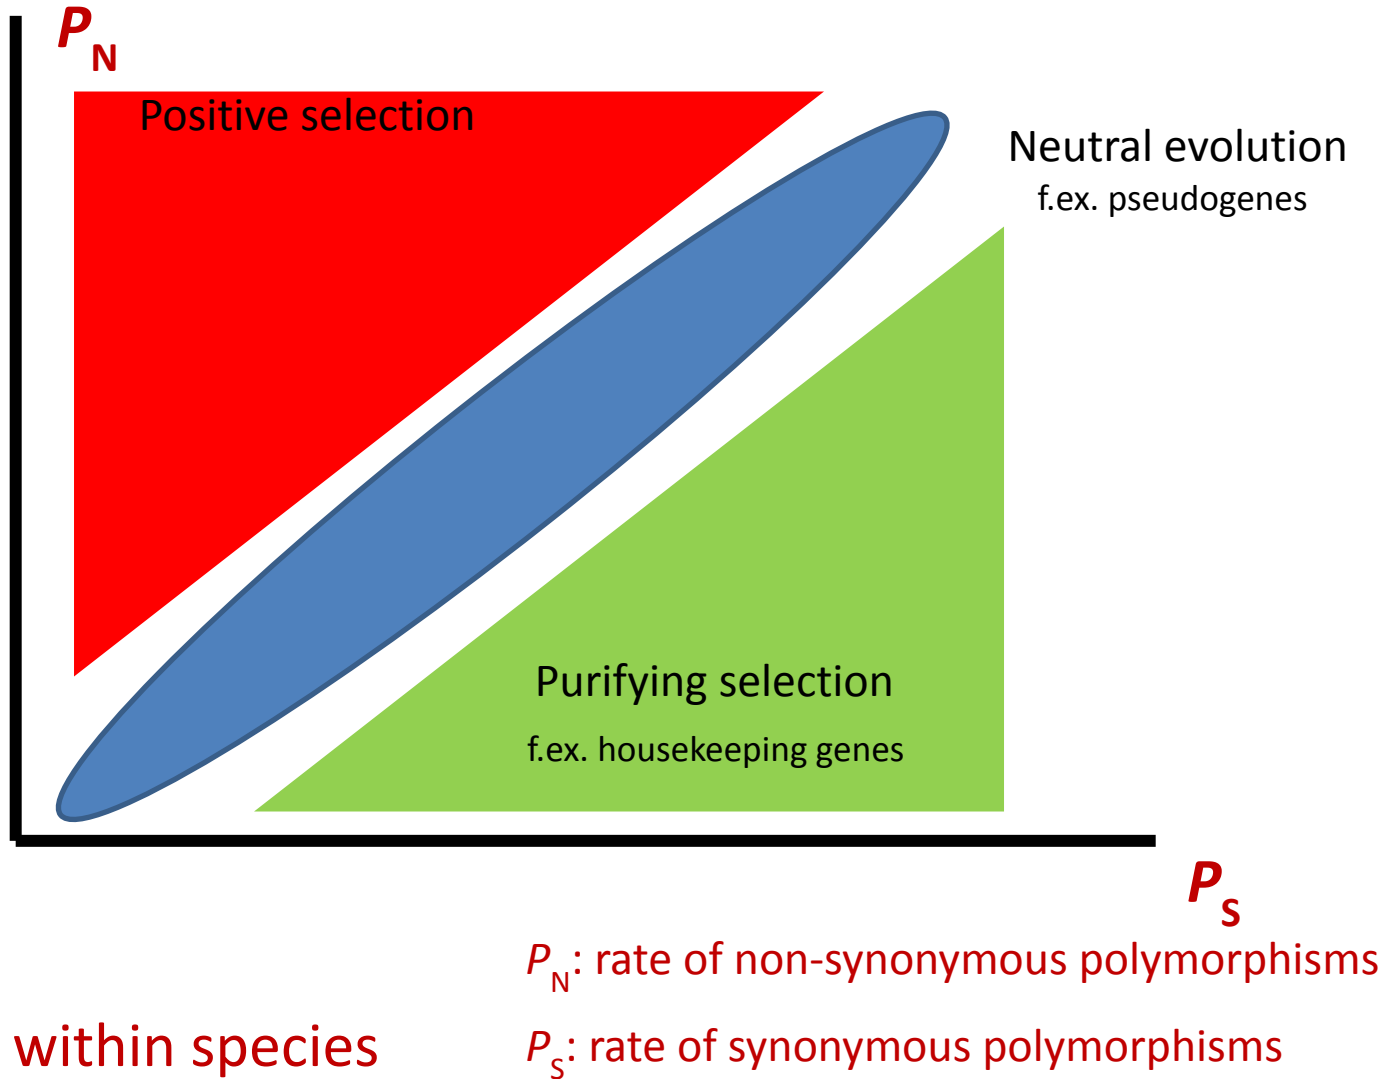 PN
Positive selection
Neutral evolution
f.ex. pseudogenes
Purifying selection
f.ex. housekeeping genes
PS
PN: rate of non-synonymous polymorphisms
within species
PS: rate of synonymous polymorphisms